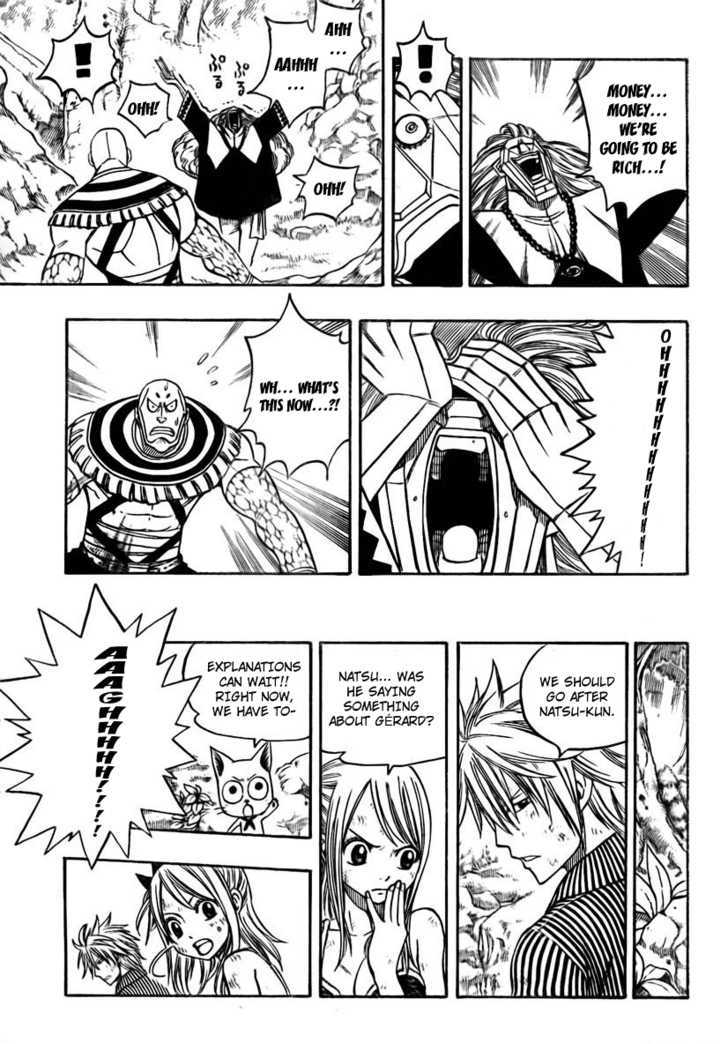 MONEY...
MONEY...
WE'RE
GOING TO BE
RICH...!
!
AHH
...
AAHHH
...
ぷる
ぷる
!
OHH!
OHH!
OHHHHHHHHHHHH!
WH... WHAT'S
THIS NOW...?!
WE SHOULD
GO AFTER
NATSU-KUN.
NATSU... WAS
HE SAYING
SOMETHING
ABOUT GÉRARD?
EXPLANATIONS
CAN WAIT!!
RIGHT NOW,
WE HAVE TO-
AAAGHHHHH!!!!